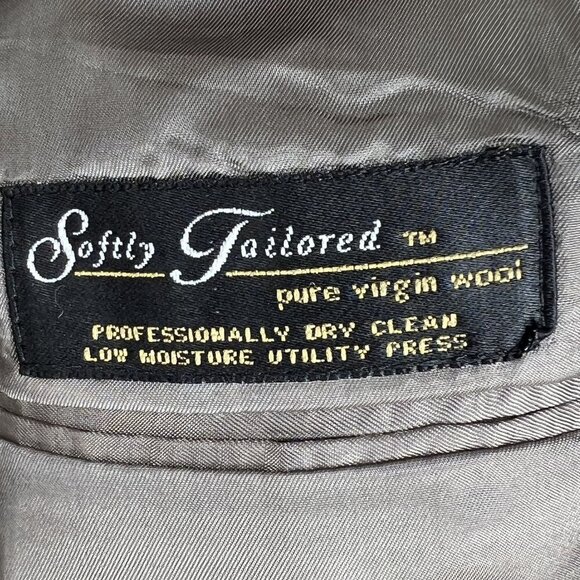 Softly Tailored TM
pure virgin wool
PROFESSIONALLY DRY CLEAN
LOW MOISTURE UTILITY PRESS